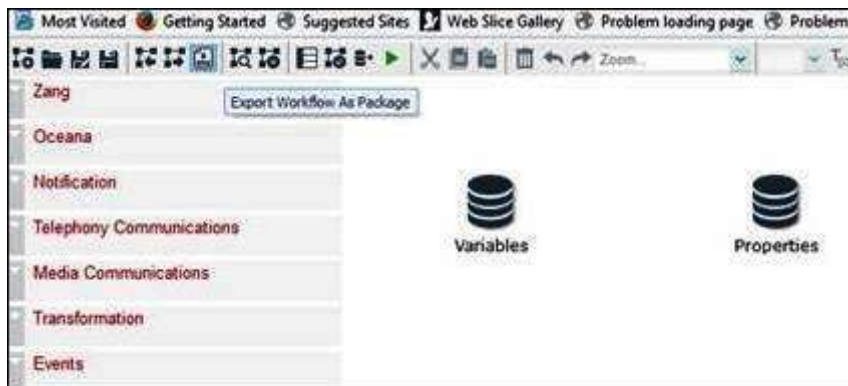 Most Visited Getting Started Suggested Sites Web Slice Gallery Problem loading page Problem
Zoom...
Export Workflow As Package
Zang
Oceana
Notification
Telephony Communications
Media Communications
Transformation
Events
Variables
Properties